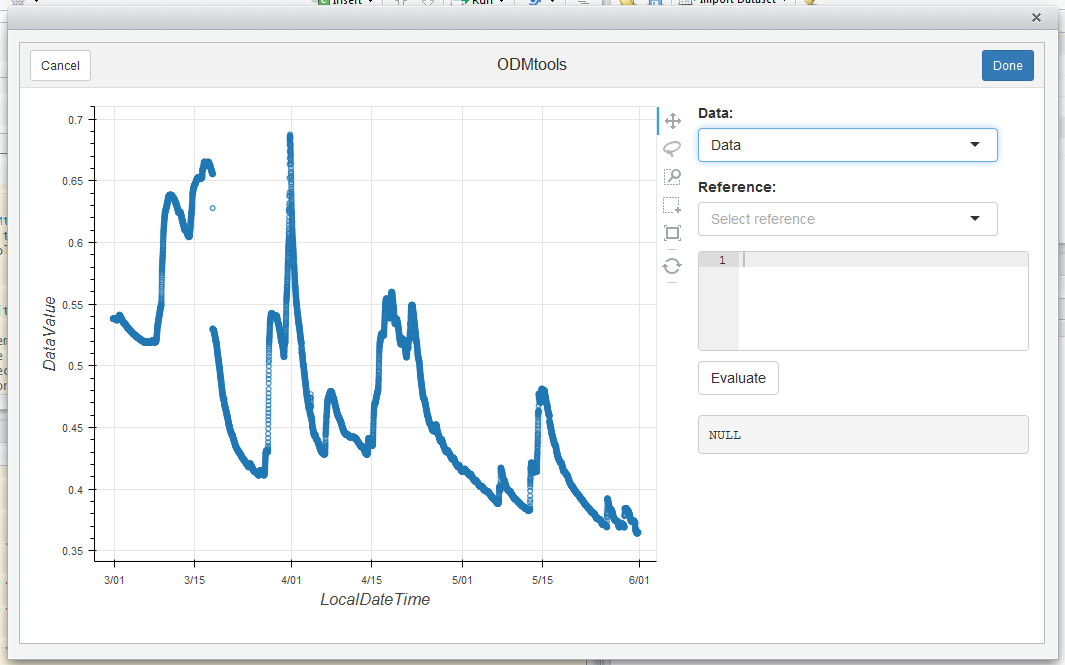 Insert
Run
Import Dataset
Cancel
ODMtools
Done
Data:
Data
Reference:
Select reference
1
Evaluate
NULL
0.7
0.65
0.6
0.55
0.5
0.45
0.4
0.35
DataValue
3/01 3/15 4/01 4/15 5/01 5/15 6/01
LocalDateTime